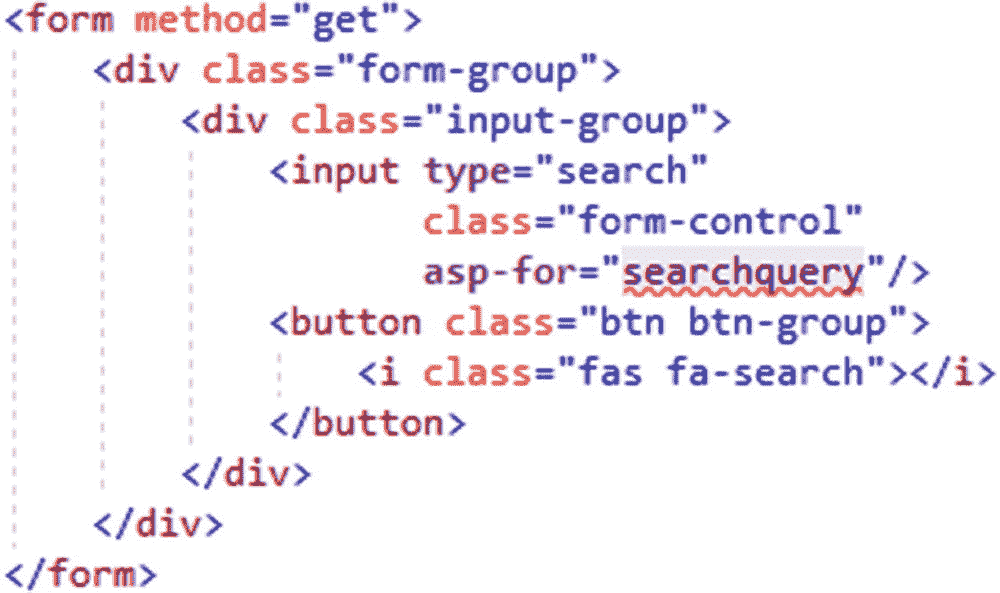 <form method="get">
<div class="form-group">
<div class="input-group">
<input type="search"
class="form-control"
asp-for="searchquery"/>
<button class="btn btn-group">
<i class="fas fa-search"></i>
</button>
</div>
</div>
</form>